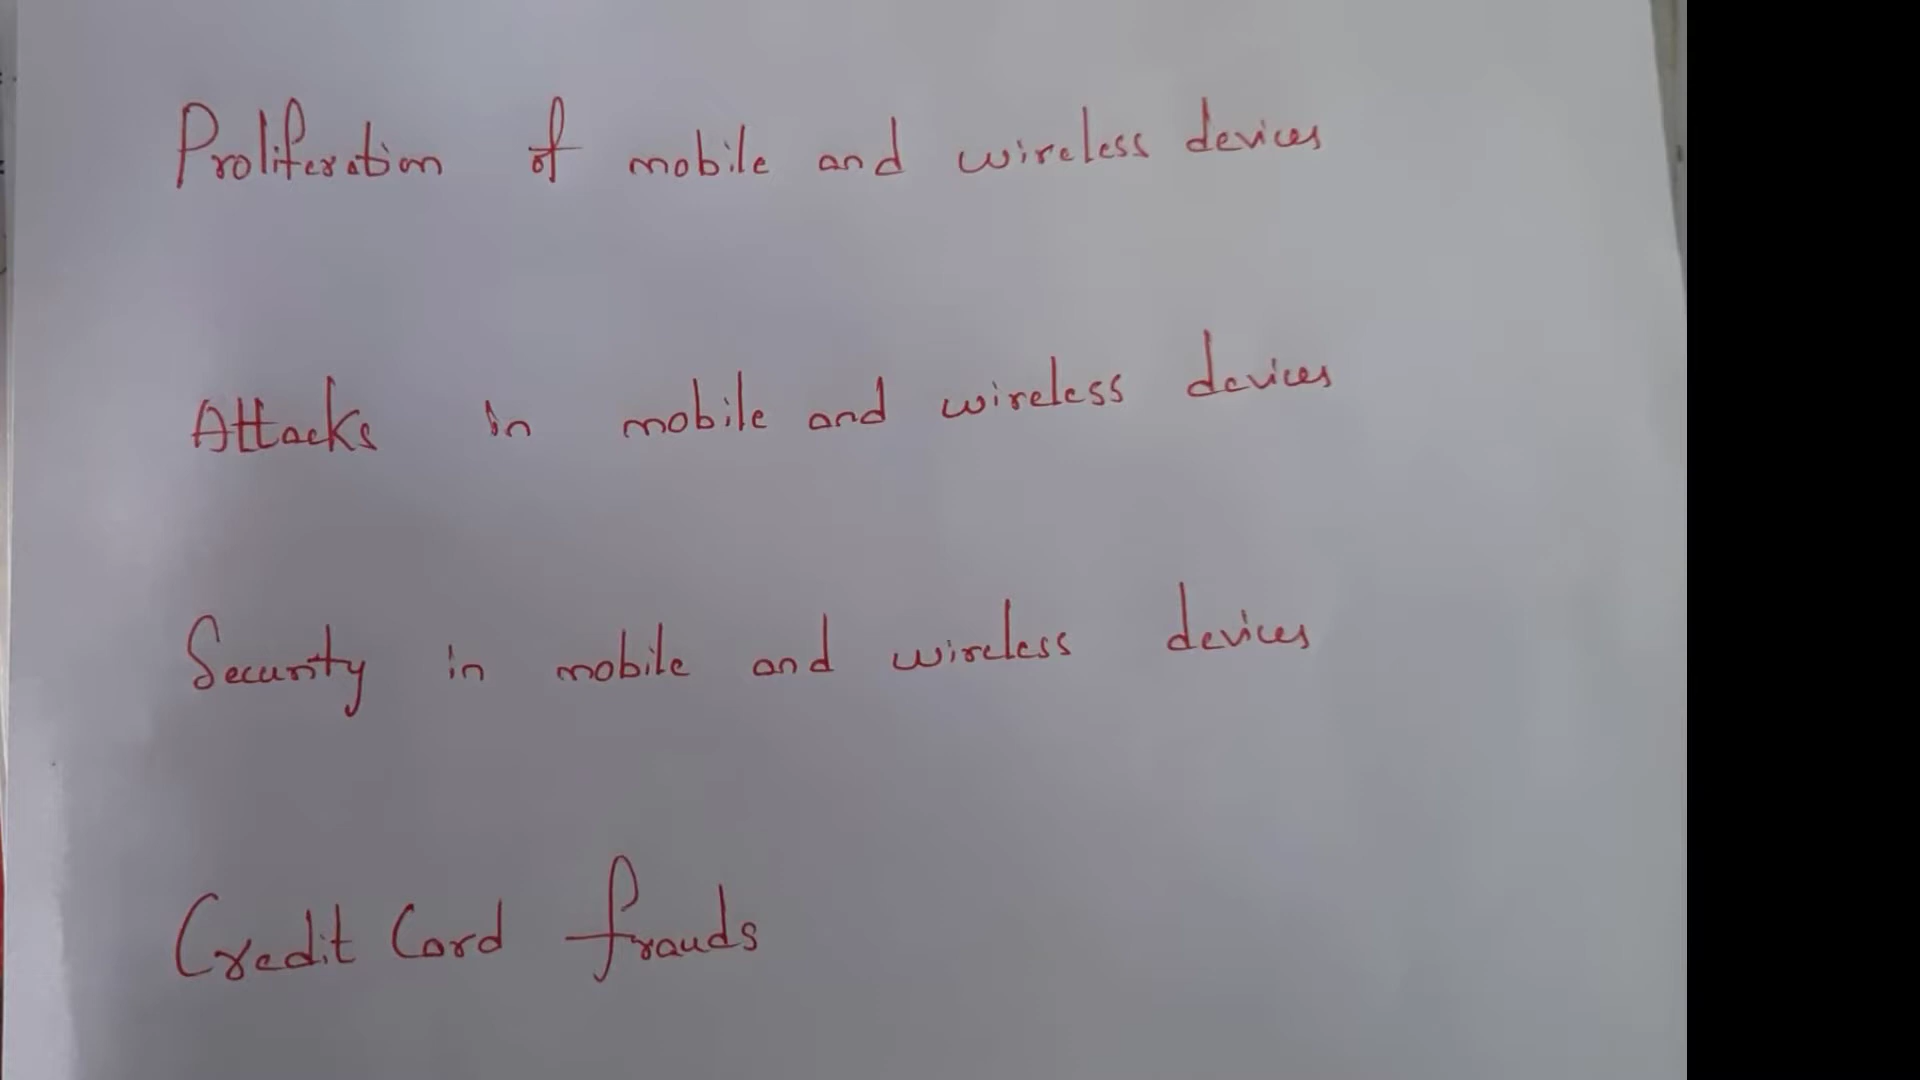 Proliferation of mobile and wireless devices
Attacks in mobile and wireless devices
Security in mobile and wireless devices
Credit Card frauds